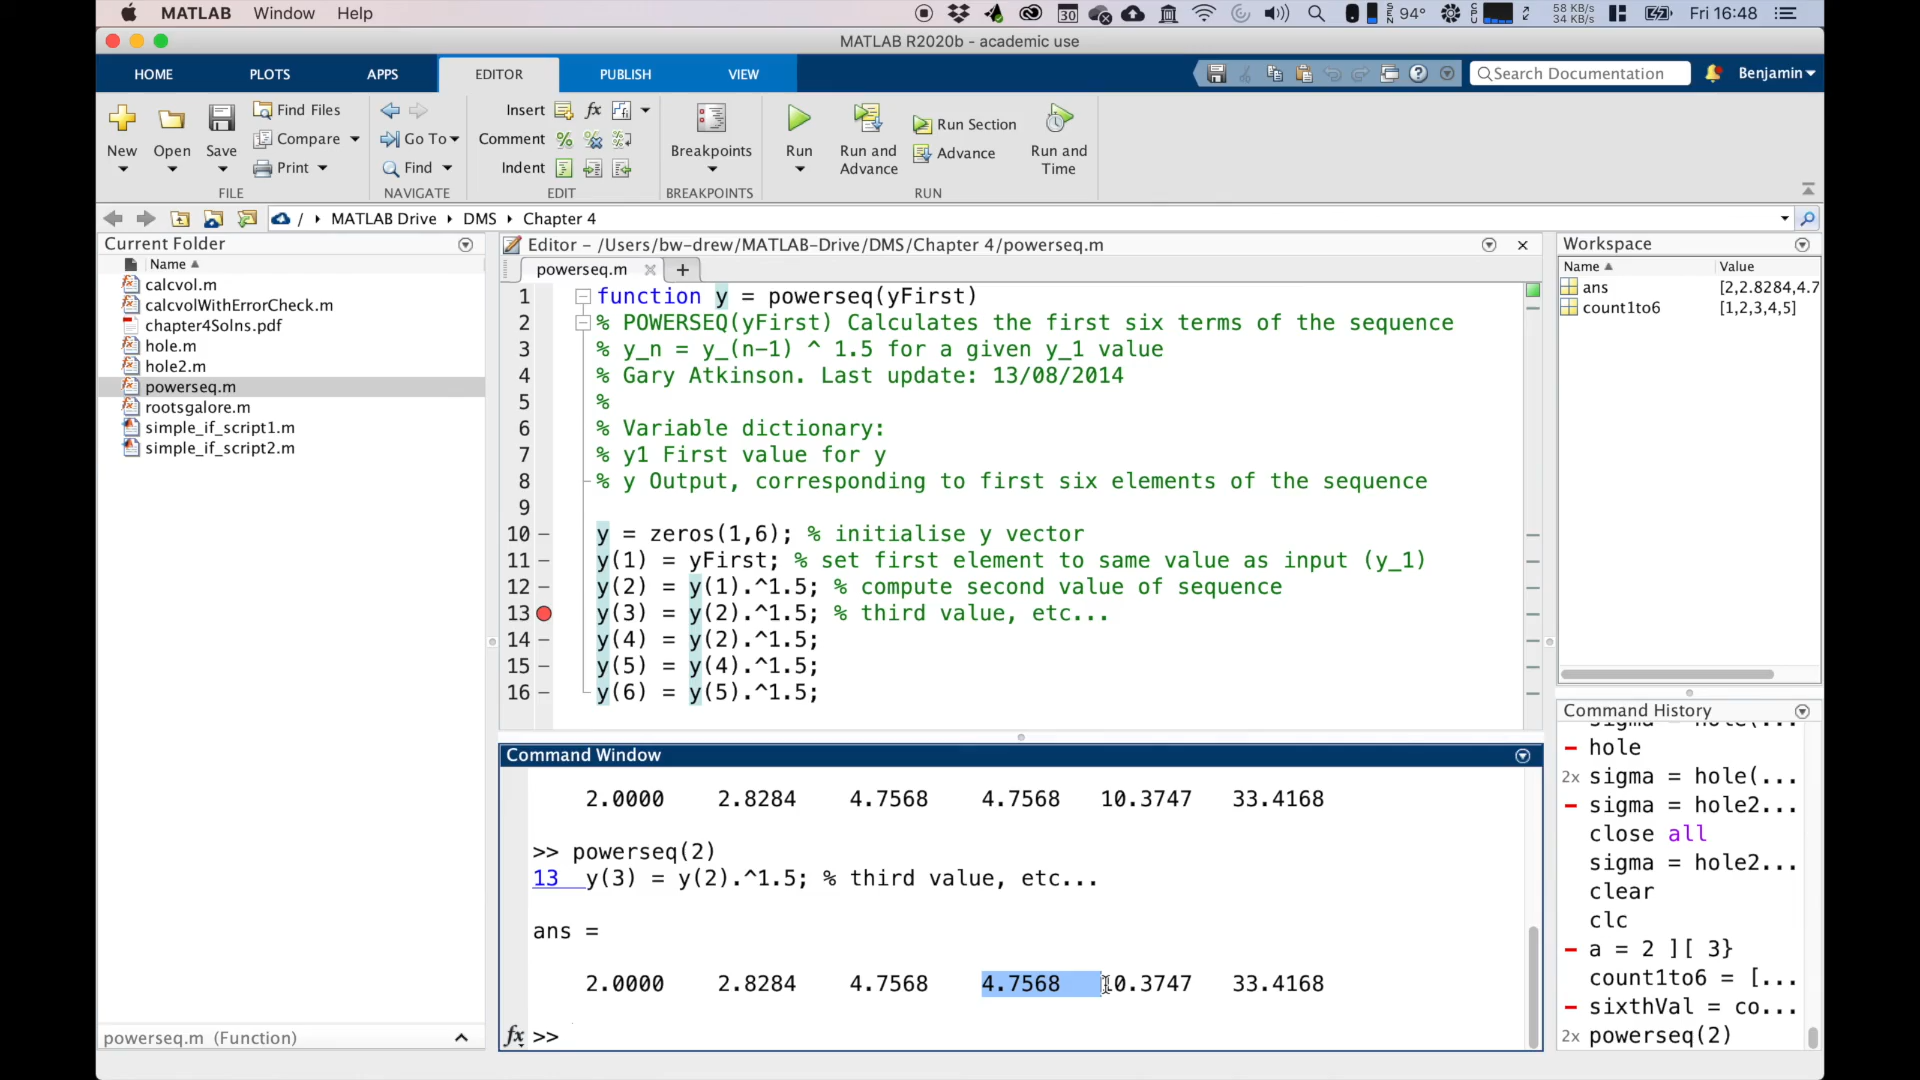 MATLAB Window Help
30 94° 58 KB/s 34 KB/s Fri 16:48
MATLAB R2020b - academic use
HOME PLOTS APPS EDITOR PUBLISH VIEW
Search Documentation
Benjamin
New
Open
Save
Find Files
Compare
Print
FILE
Go To
Find
NAVIGATE
Insert
Comment
Indent
EDIT
Breakpoints
BREAKPOINTS
Run
Run and Advance
Run Section
Advance
Run and Time
RUN
/ MATLAB Drive DMS Chapter 4
Current Folder
Name
calcvol.m
calcvolWithErrorCheck.m
chapter4Solns.pdf
hole.m
hole2.m
powerseq.m
rootsgalore.m
simple_if_script1.m
simple_if_script2.m
powerseq.m (Function)
Editor - /Users/bw-drew/MATLAB-Drive/DMS/Chapter 4/powerseq.m
powerseq.m
1 function y = powerseq(yFirst)
2 % POWERSEQ(yFirst) Calculates the first six terms of the sequence
3 % y_n = y_(n-1) ^ 1.5 for a given y_1 value
4 % Gary Atkinson. Last update: 13/08/2014
5 %
6 % Variable dictionary:
7 % y1 First value for y
8 % y Output, corresponding to first six elements of the sequence
9
10 y = zeros(1,6); % initialise y vector
11 y(1) = yFirst; % set first element to same value as input (y_1)
12 y(2) = y(1).^1.5; % compute second value of sequence
13 y(3) = y(2).^1.5; % third value, etc...
14 y(4) = y(2).^1.5;
15 y(5) = y(4).^1.5;
16 y(6) = y(5).^1.5;
Command Window
2.0000 2.8284 4.7568 4.7568 10.3747 33.4168
>> powerseq(2)
13 y(3) = y(2).^1.5; % third value, etc...
ans =
2.0000 2.8284 4.7568 4.7568 10.3747 33.4168
fx >>
Workspace
Name Value
ans [2,2.8284,4.7
count1to6 [1,2,3,4,5]
Command History
hole
2x sigma = hole(...
sigma = hole2...
close all
sigma = hole2...
clear
clc
a = 2 ][ 3}
count1to6 = [...
sixthVal = co...
2x powerseq(2)